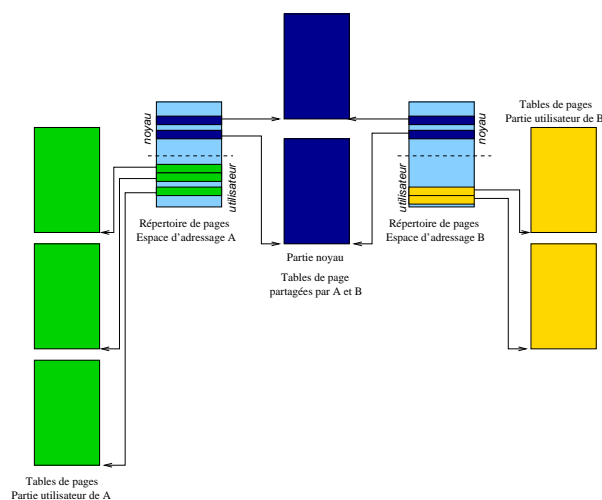 noyau
utilisateur
Répertoire de pages
Espace d'adressage A
Partie noyau
Tables de page
partagées par A et B
noyau
utilisateur
Répertoire de pages
Espace d'adressage B
Tables de pages
Partie utilisateur de B
Tables de pages
Partie utilisateur de A